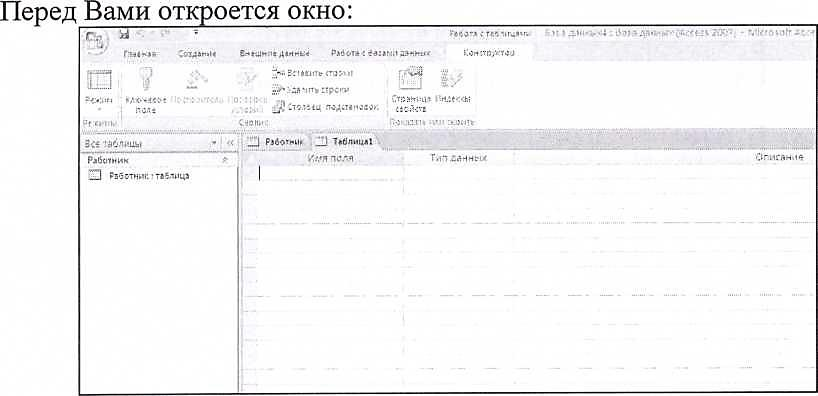 Перед Вами откроется окно:
Работа с таблицами База данных4 : база данных (Access 2007) - Microsoft Acce
Главная Создание Внешние данные Работа с базами данных Конструктор
Режим Ключевое поле Построитель Проверка условий
Вставить строки
Удалить строки
Столбец подстановок
Страница свойств Индексы
Режимы Сервис Показать или скрыть
Все таблицы « Работник Таблица1
Работник Имя поля Тип данных Описание
Работник : таблица